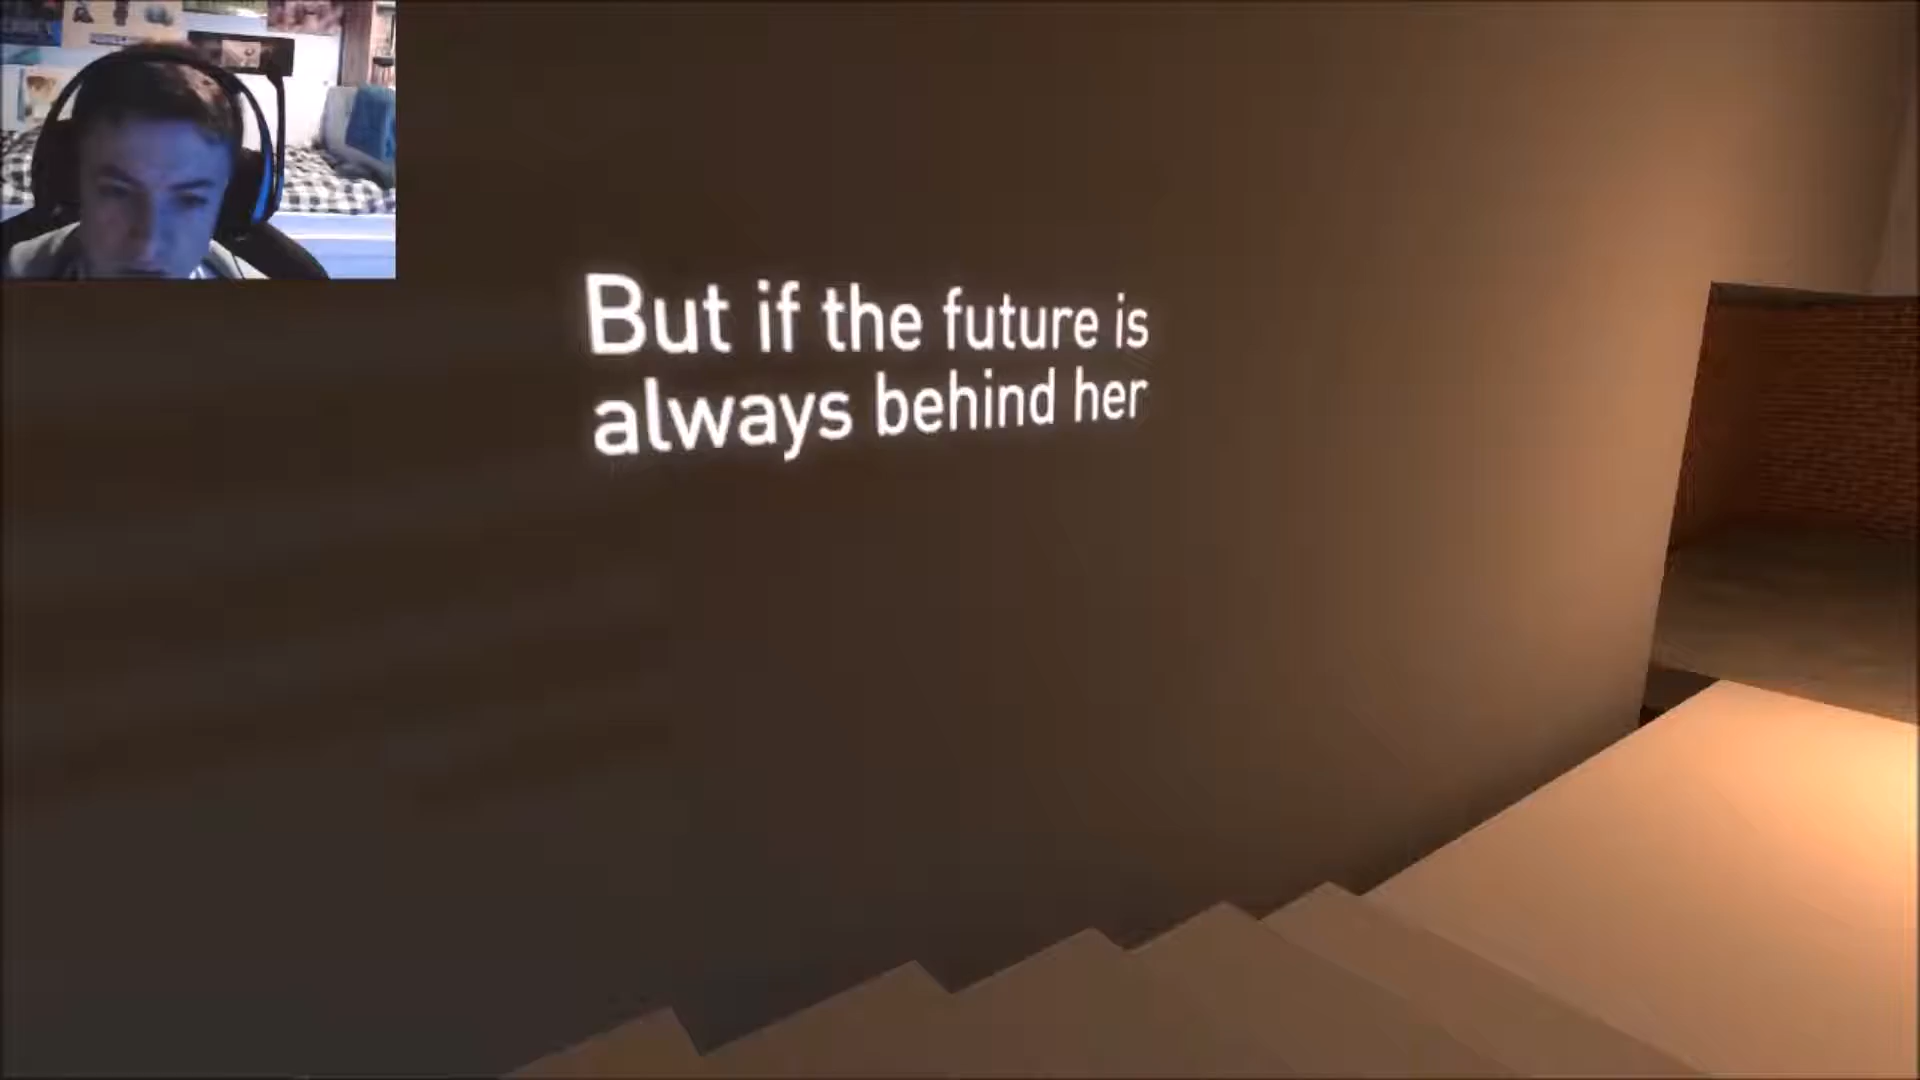 But if the future is
always behind her